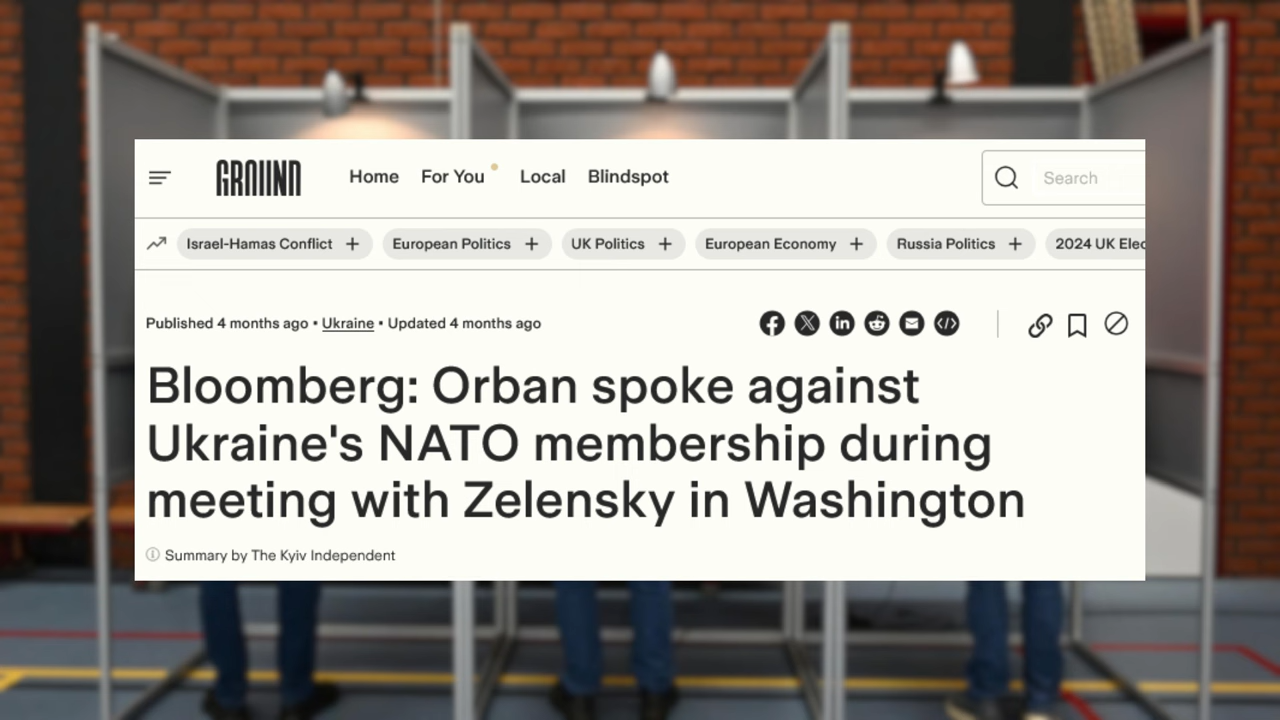 GROUND
Home
For You
Local
Blindspot
Search
Israel-Hamas Conflict +
European Politics +
UK Politics +
European Economy +
Russia Politics +
2024 UK Elec
Published 4 months ago • Ukraine • Updated 4 months ago
Bloomberg: Orban spoke against
Ukraine's NATO membership during
meeting with Zelensky in Washington
Summary by The Kyiv Independent